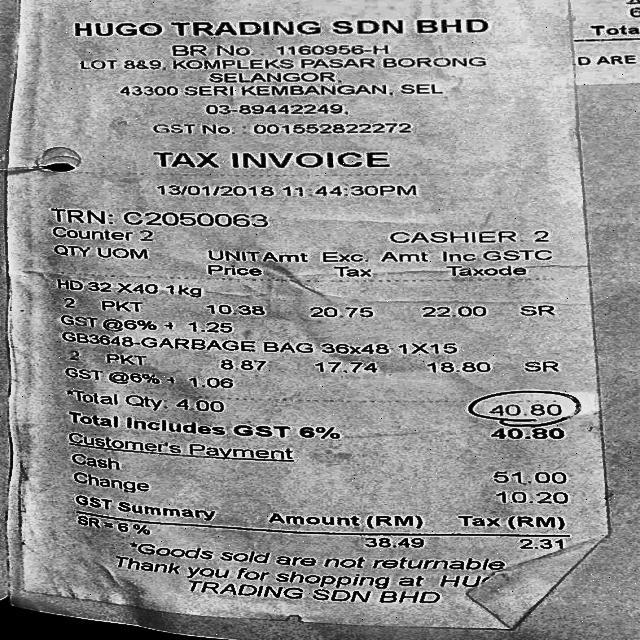 HUGO TRADING SDN BHD
BR No. 1160956-H
LOT 8&9, KOMPLEKS PASAR BORONG
SELANGOR,
43300 SERI KEMBANGAN, SEL
03-89442249,
GST No. : 001552822272
TAX INVOICE
13/01/2018 11:44:30PM
TRN: C2050063
Counter 2 CASHIER 2
QTY UOM UNIT Amt Exc. Amt Inc GSTC
Price Tax Taxode
HD 32 X40 1kg
2 PKT 10.38 20.75 22.00 SR
GST @6% + 1.25
GB3648-GARBAGE BAG 36x48 1X15
2 PKT 8.87 17.74 18.80 SR
GST @6% + 1.06
*Total Qty: 4.00 40.80
Total Includes GST 6% 40.80
Customer's Payment
Cash 51.00
Change 10.20
GST Summary Amount (RM) Tax (RM)
SR = 6% 38.49 2.31
*Goods sold are not returnable
Thank you for shopping at HUG
TRADING SDN BHD
6
Tota
D ARE